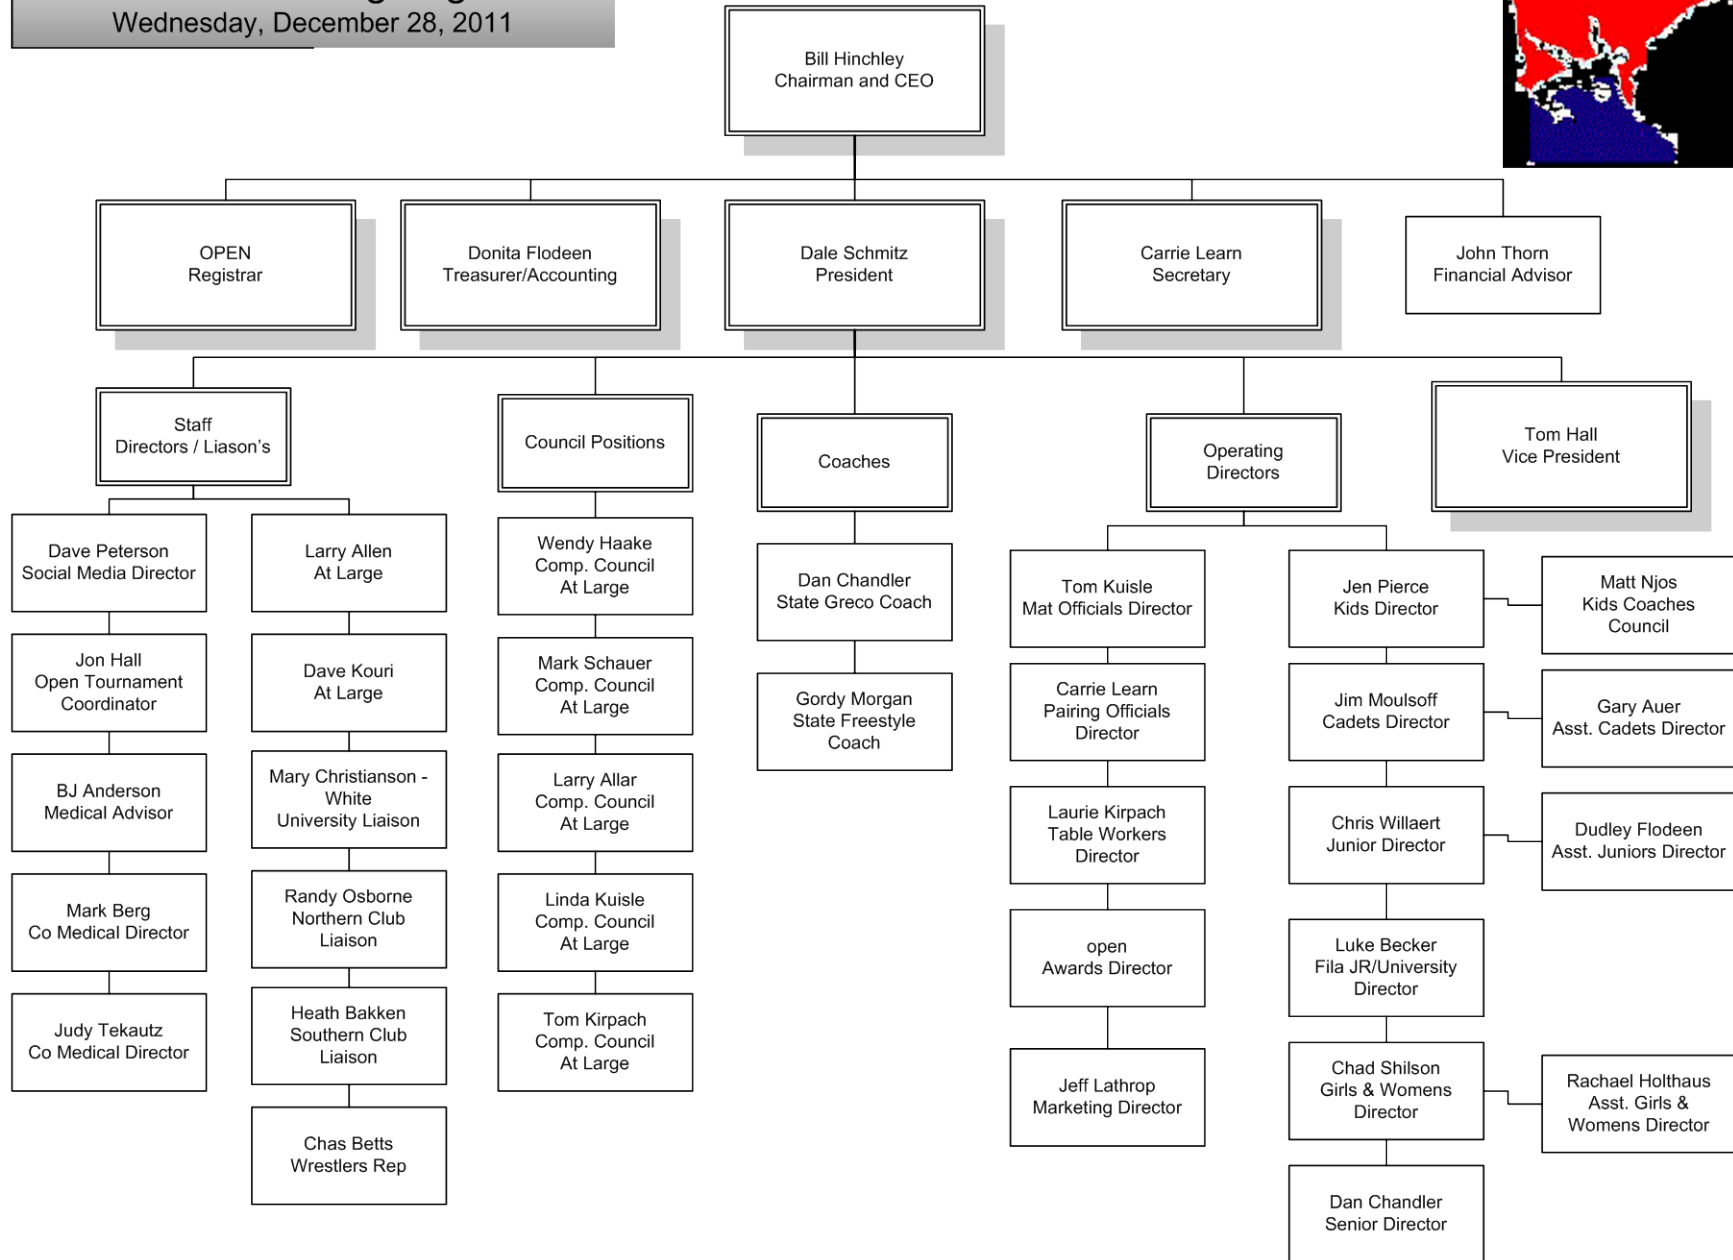 Wednesday, December 28, 2011
Bill Hinchley
Chairman and CEO
OPEN
Registrar
Donita Flodeen
Treasurer/Accounting
Dale Schmitz
President
Carrie Learn
Secretary
John Thorn
Financial Advisor
Staff
Directors / Liason's
Council Positions
Coaches
Operating
Directors
Tom Hall
Vice President
Dave Peterson
Social Media Director
Jon Hall
Open Tournament
Coordinator
BJ Anderson
Medical Advisor
Mark Berg
Co Medical Director
Judy Tekautz
Co Medical Director
Larry Allen
At Large
Dave Kouri
At Large
Mary Christianson -
White
University Liaison
Randy Osborne
Northern Club
Liaison
Heath Bakken
Southern Club
Liaison
Chas Betts
Wrestlers Rep
Wendy Haake
Comp. Council
At Large
Mark Schauer
Comp. Council
At Large
Larry Allar
Comp. Council
At Large
Linda Kuisle
Comp. Council
At Large
Tom Kirpach
Comp. Council
At Large
Dan Chandler
State Greco Coach
Gordy Morgan
State Freestyle
Coach
Tom Kuisle
Mat Officials Director
Carrie Learn
Pairing Officials
Director
Laurie Kirpach
Table Workers
Director
open
Awards Director
Jeff Lathrop
Marketing Director
Jen Pierce
Kids Director
Matt Njos
Kids Coaches
Council
Jim Moulsoff
Cadets Director
Gary Auer
Asst. Cadets Director
Chris Willaert
Junior Director
Dudley Flodeen
Asst. Juniors Director
Luke Becker
Fila JR/University
Director
Chad Shilson
Girls & Womens
Director
Rachael Holthaus
Asst. Girls &
Womens Director
Dan Chandler
Senior Director